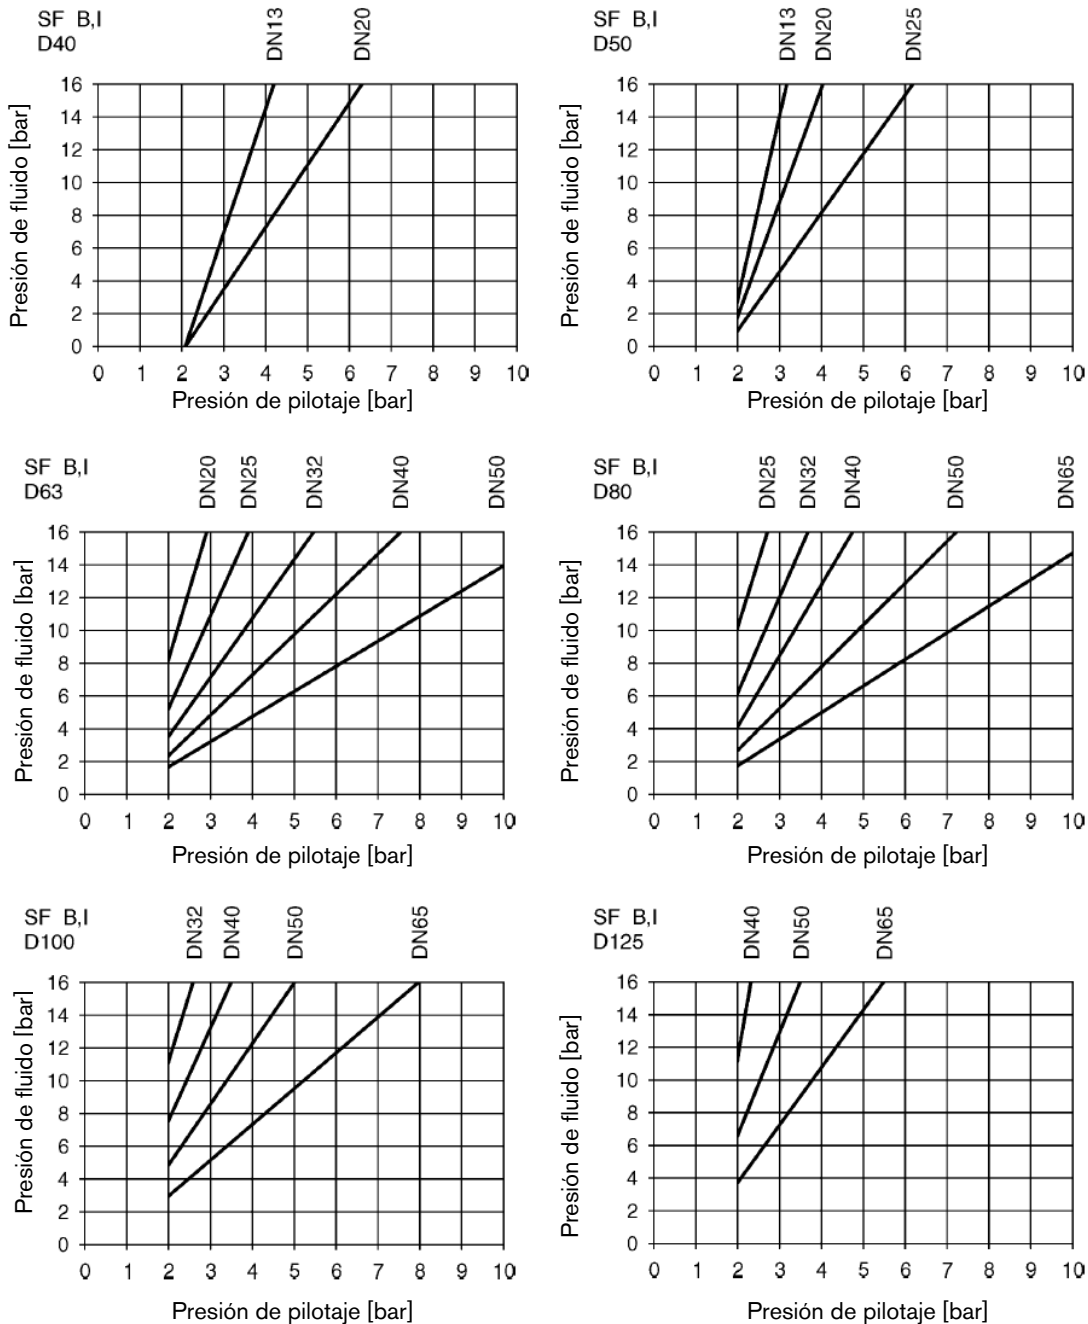 SF B,I
D40
DN13
DN20
16
14
12
10
8
6
4
2
0
0 1 2 3 4 5 6 7 8 9 10
Presión de fluido [bar]
Presión de pilotaje [bar]
SF B,I
D50
DN13
DN20
DN25
16
14
12
10
8
6
4
2
0
0 1 2 3 4 5 6 7 8 9 10
Presión de fluido [bar]
Presión de pilotaje [bar]
SF B,I
D63
DN20
DN25
DN32
DN40
DN50
16
14
12
10
8
6
4
2
0
0 1 2 3 4 5 6 7 8 9 10
Presión de fluido [bar]
Presión de pilotaje [bar]
SF B,I
D80
DN25
DN32
DN40
DN50
DN65
16
14
12
10
8
6
4
2
0
0 1 2 3 4 5 6 7 8 9 10
Presión de fluido [bar]
Presión de pilotaje [bar]
SF B,I
D100
DN32
DN40
DN50
DN65
16
14
12
10
8
6
4
2
0
0 1 2 3 4 5 6 7 8 9 10
Presión de fluido [bar]
Presión de pilotaje [bar]
SF B,I
D125
DN40
DN50
DN65
16
14
12
10
8
6
4
2
0
0 1 2 3 4 5 6 7 8 9 10
Presión de fluido [bar]
Presión de pilotaje [bar]